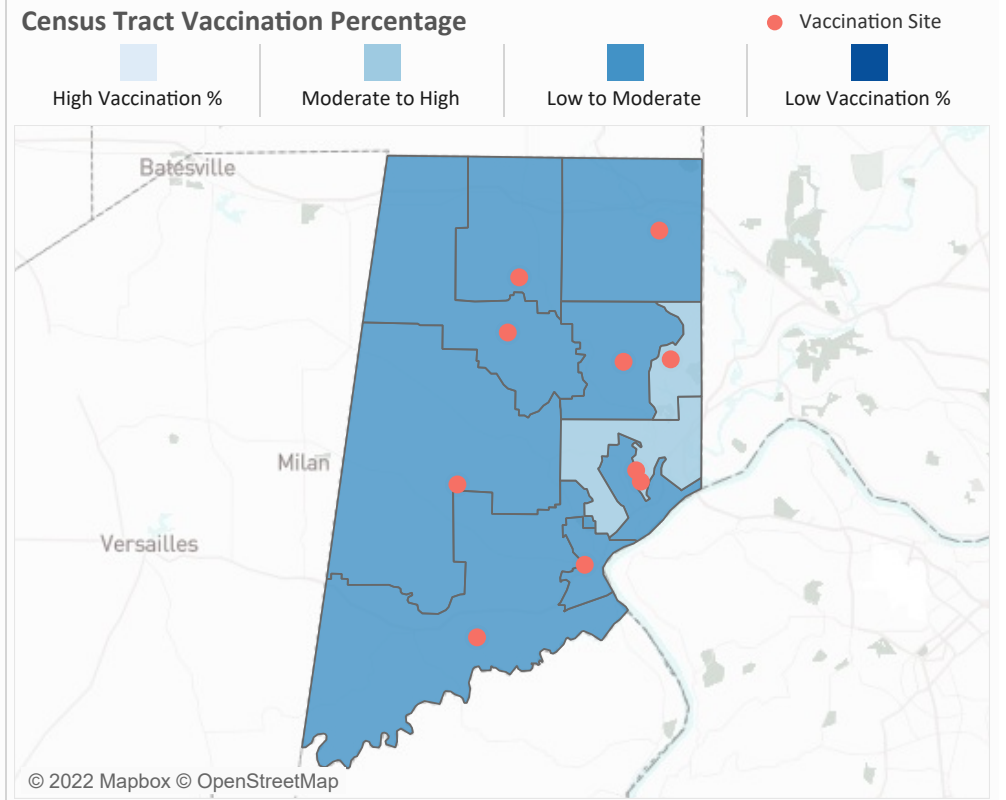 Census Tract Vaccination Percentage
Vaccination Site
High Vaccination %
Moderate to High
Low to Moderate
Low Vaccination %
Batesville
Milan
Versailles
© 2022 Mapbox © OpenStreetMap